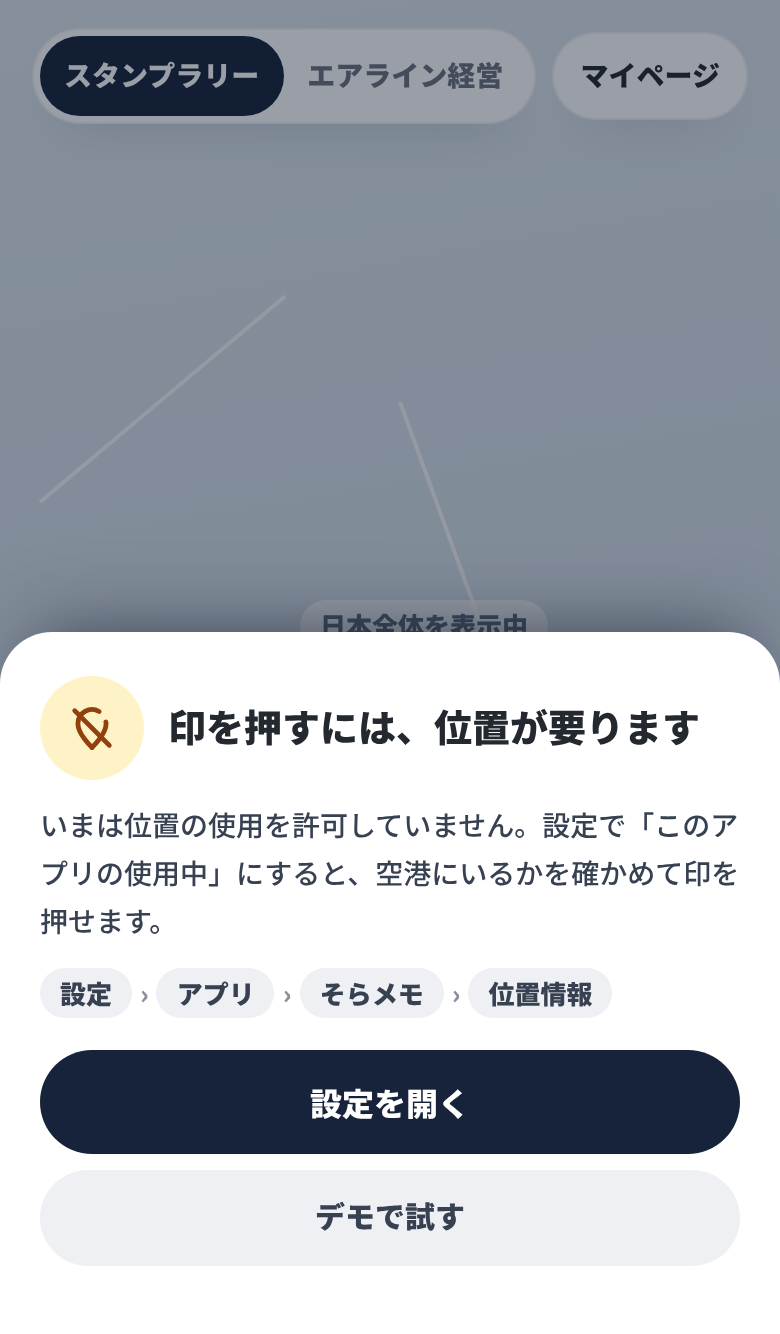 スタンプラリー エアライン経営 マイページ
日本全体を表示中
印を押すには、位置が要ります
いまは位置の使用を許可していません。設定で「このア
プリの使用中」にすると、空港にいるかを確かめて印を
押せます。
設定 › アプリ › そらメモ › 位置情報
設定を開く
デモで試す